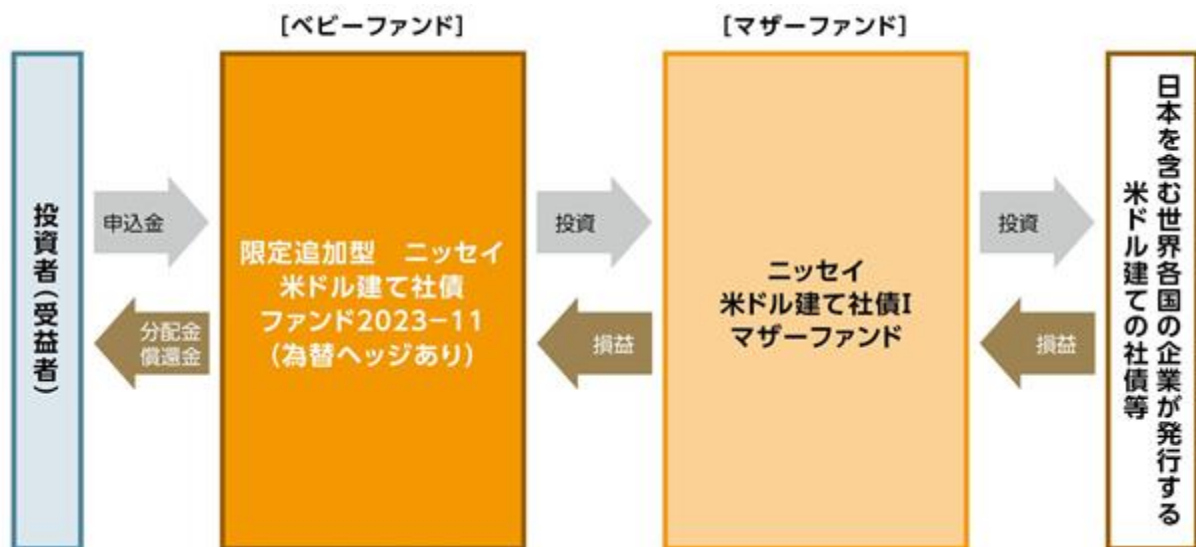 [ベビーファンド]
[マザーファンド]
投資者(受益者)
申込金
分配金
償還金
限定追加型　ニッセイ
米ドル建て社債
ファンド2023−11
(為替ヘッジあり)
投資
損益
ニッセイ
米ドル建て社債I
マザーファンド
投資
損益
日本を含む世界各国の企業が発行する
米ドル建ての社債等